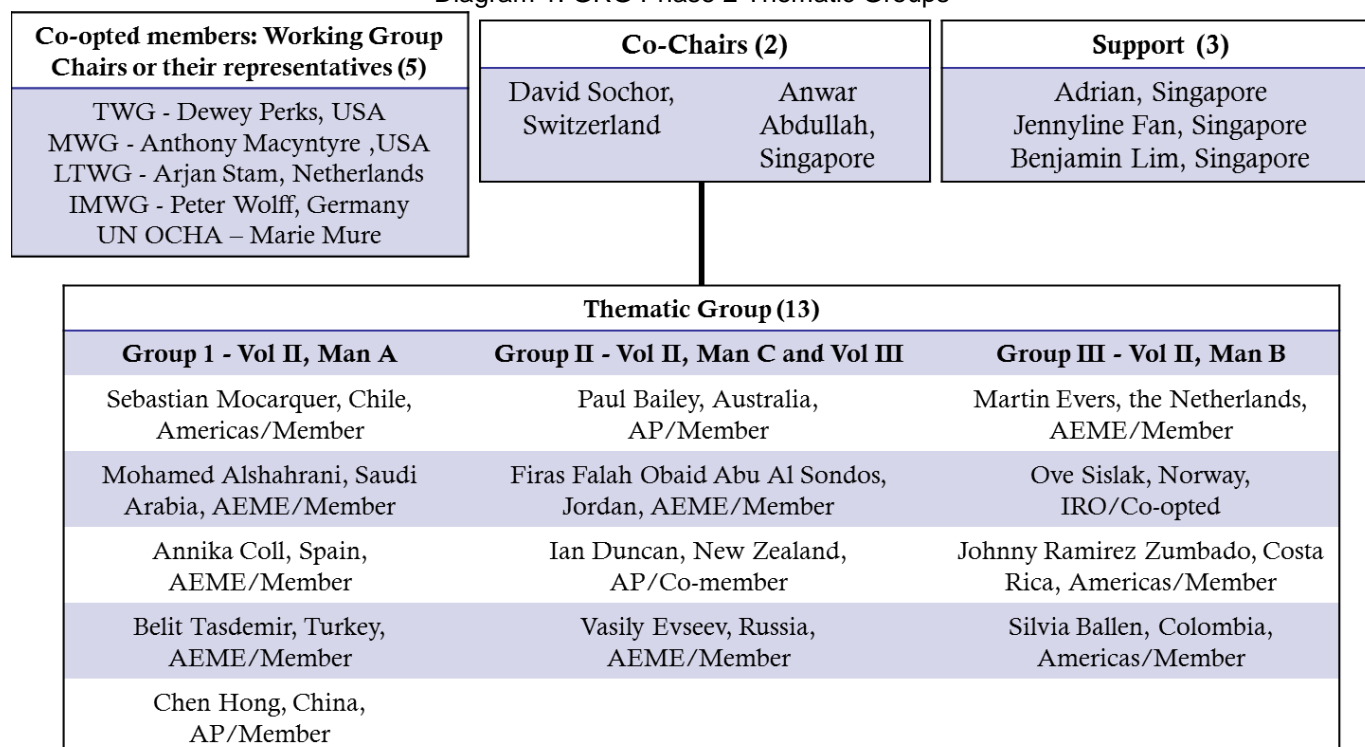 Diagram 1: GRG Phase 2 Thematic Groups
Co-opted members: Working Group
Chairs or their representatives (5)
TWG - Dewey Perks, USA
MWG - Anthony Macyntyre ,USA
LTWG - Arjan Stam, Netherlands
IMWG - Peter Wolff, Germany
UN OCHA – Marie Mure
Co-Chairs (2)
David Sochor,
Switzerland
Anwar
Abdullah,
Singapore
Support (3)
Adrian, Singapore
Jennyline Fan, Singapore
Benjamin Lim, Singapore
Thematic Group (13)
Group 1 - Vol II, Man A
Group II - Vol II, Man C and Vol III
Group III - Vol II, Man B
Sebastian Mocarquer, Chile,
Americas/Member
Paul Bailey, Australia,
AP/Member
Martin Evers, the Netherlands,
AEME/Member
Mohamed Alshahrani, Saudi
Arabia, AEME/Member
Firas Falah Obaid Abu Al Sondos,
Jordan, AEME/Member
Ove Sislak, Norway,
IRO/Co-opted
Annika Coll, Spain,
AEME/Member
Ian Duncan, New Zealand,
AP/Co-member
Johnny Ramirez Zumbado, Costa
Rica, Americas/Member
Belit Tasdemir, Turkey,
AEME/Member
Vasily Evseev, Russia,
AEME/Member
Silvia Ballen, Colombia,
Americas/Member
Chen Hong, China,
AP/Member